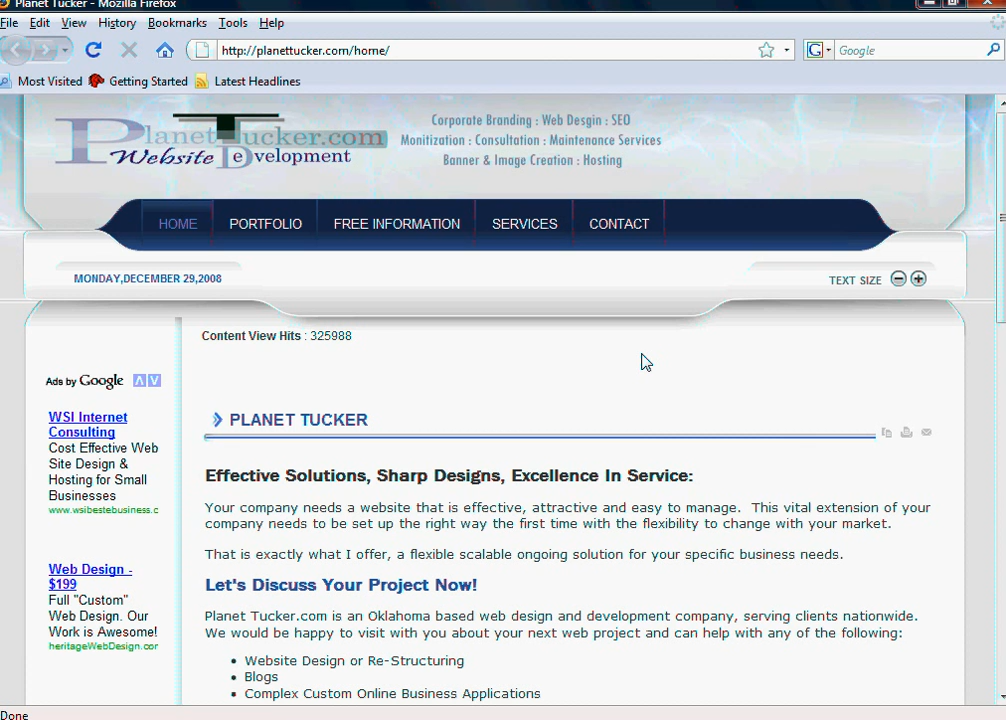 Planet Tucker - Mozilla Firefox
File Edit View History Bookmarks Tools Help
http://planettucker.com/home/
G Google
Most Visited Getting Started Latest Headlines
PlanetTucker.com
Website Development
Corporate Branding : Web Desgin : SEO
Monitization : Consultation : Maintenance Services
Banner & Image Creation : Hosting
HOME PORTFOLIO FREE INFORMATION SERVICES CONTACT
MONDAY,DECEMBER 29,2008
TEXT SIZE
Content View Hits : 325988
Ads by Google
WSI Internet
Consulting
Cost Effective Web
Site Design &
Hosting for Small
Businesses
www.wsibestebusiness.c
Web Design -
$199
Full "Custom"
Web Design. Our
Work is Awesome!
heritageWebDesign.cor
PLANET TUCKER
Effective Solutions, Sharp Designs, Excellence In Service:
Your company needs a website that is effective, attractive and easy to manage. This vital extension of your
company needs to be set up the right way the first time with the flexibility to change with your market.
That is exactly what I offer, a flexible scalable ongoing solution for your specific business needs.
Let's Discuss Your Project Now!
Planet Tucker.com is an Oklahoma based web design and development company, serving clients nationwide.
We would be happy to visit with you about your next web project and can help with any of the following:
• Website Design or Re-Structuring
• Blogs
• Complex Custom Online Business Applications
Done